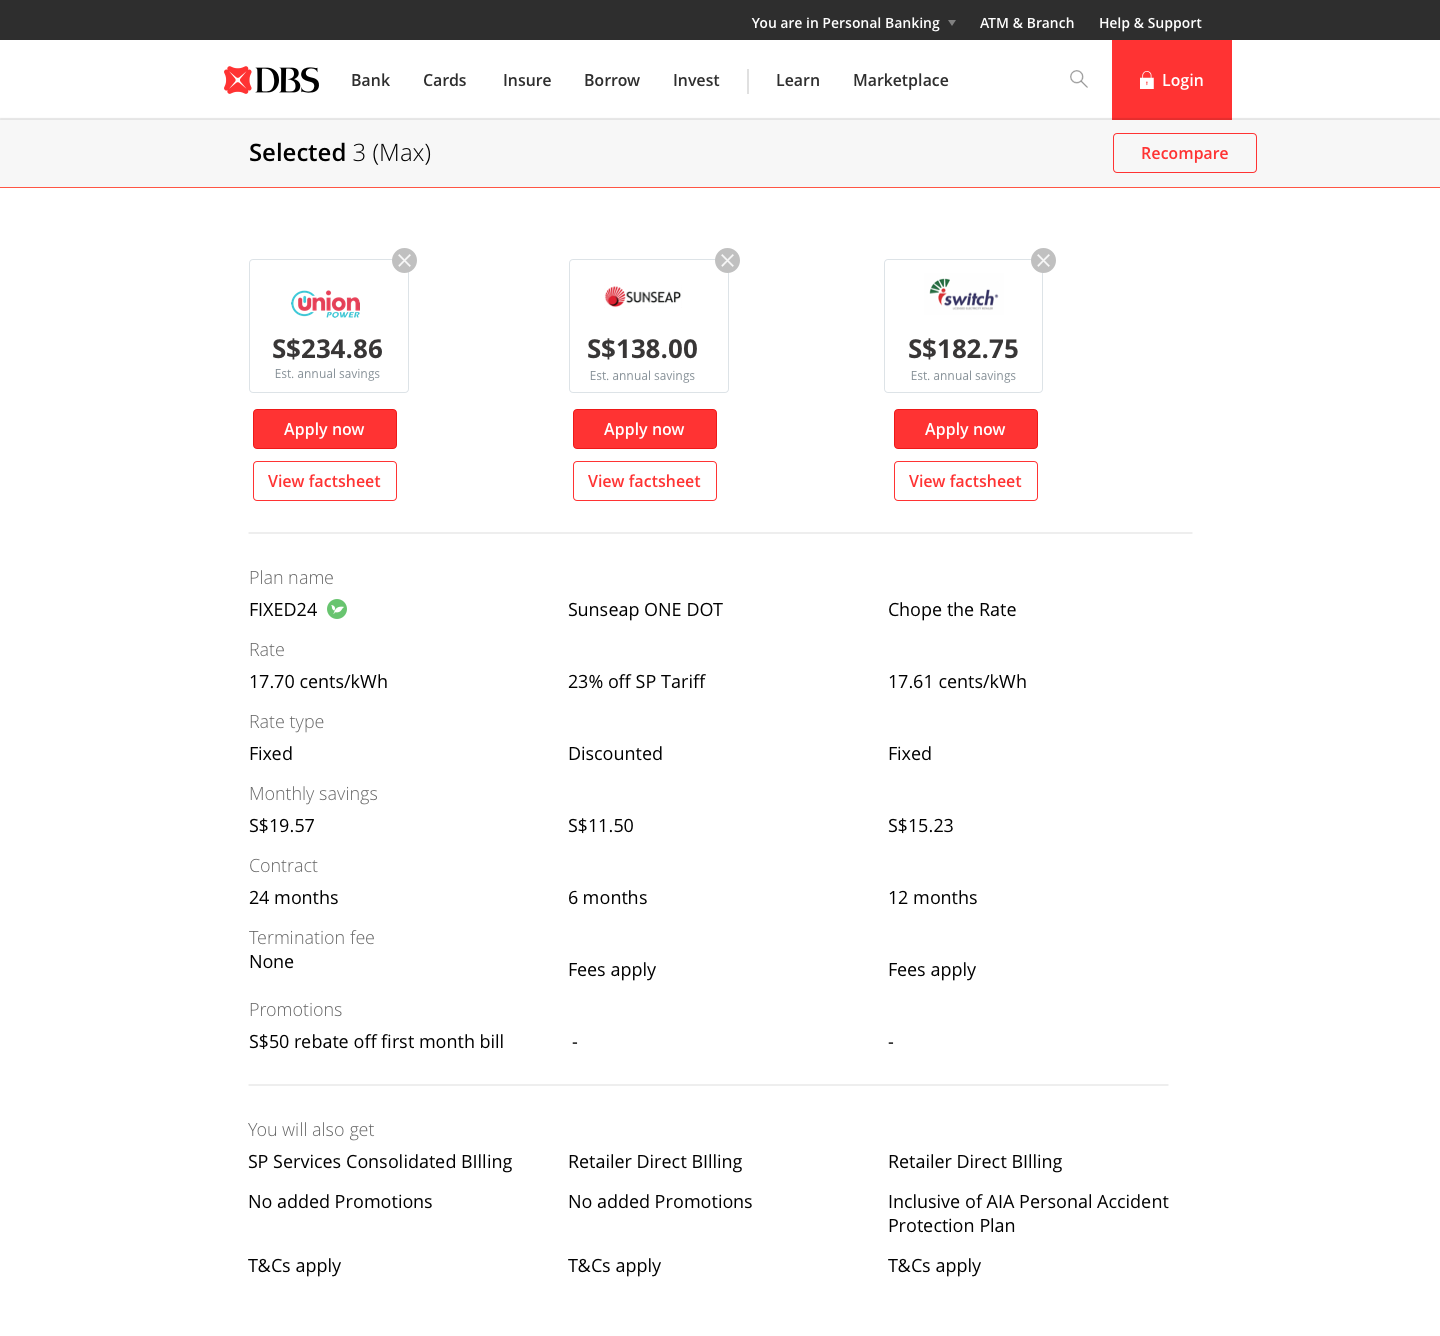 You are in Personal Banking ATM & Branch Help & Support
DBS Bank Cards Insure Borrow Invest Learn Marketplace Login
Selected 3 (Max) Recompare
union POWER SUNSEAP iswitch
S$234.86 S$138.00 S$182.75
Est. annual savings Est. annual savings Est. annual savings
Apply now Apply now Apply now
View factsheet View factsheet View factsheet
Plan name
FIXED24 Sunseap ONE DOT Chope the Rate
Rate
17.70 cents/kWh 23% off SP Tariff 17.61 cents/kWh
Rate type
Fixed Discounted Fixed
Monthly savings
S$19.57 S$11.50 S$15.23
Contract
24 months 6 months 12 months
Termination fee
None Fees apply Fees apply
Promotions
S$50 rebate off first month bill - -
You will also get
SP Services Consolidated BIlling Retailer Direct BIlling Retailer Direct BIlling
No added Promotions No added Promotions Inclusive of AIA Personal Accident
Protection Plan
T&Cs apply T&Cs apply T&Cs apply